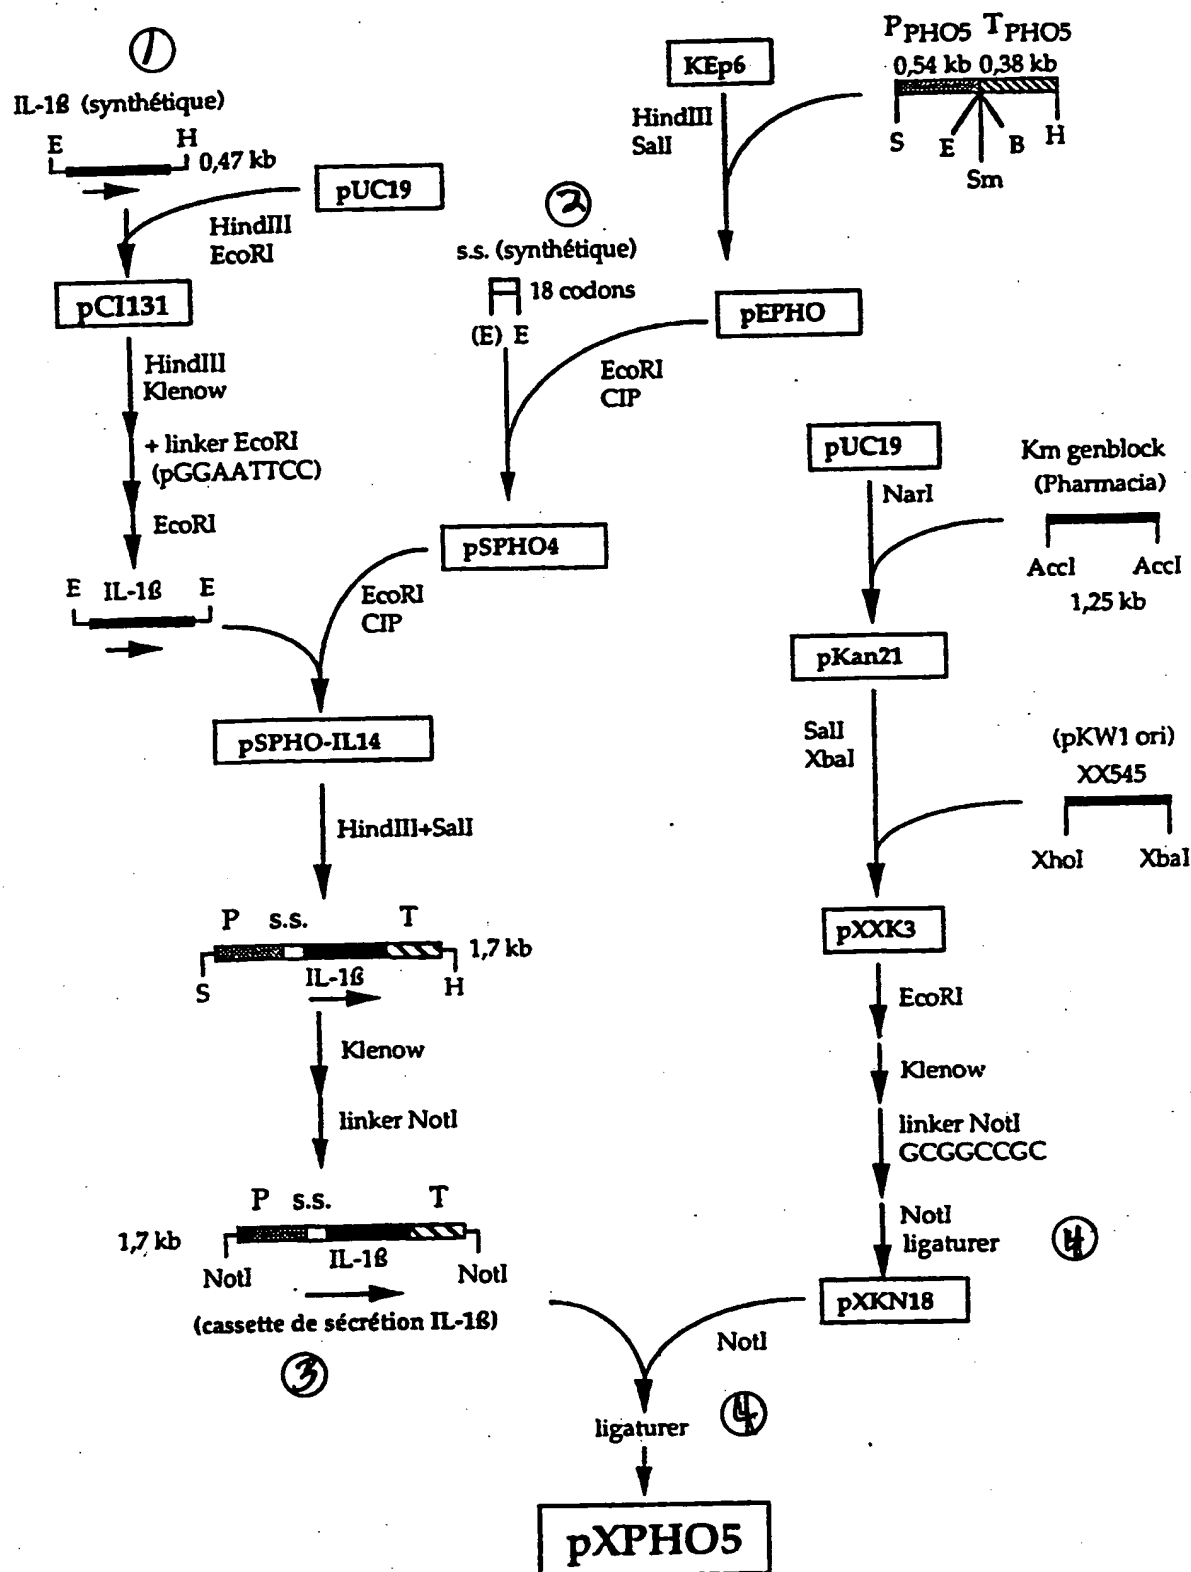 1
IL-1ß (synthétique)
E
H
0,47 kb
pUC19
HindIII
EcoRI
pCI131
HindIII
Klenow
+ linker EcoRI
(pGGAATTCC)
EcoRI
E
IL-1ß
E
2
s.s. (synthétique)
18 codons
(E) E
KEp6
HindIII
SalI
PPHO5 TPHO5
0,54 kb 0,38 kb
S
E
Sm
B
H
pEPHO
EcoRI
CIP
pSPHO4
EcoRI
CIP
pSPHO-IL14
HindIII+SalI
P s.s. T
1,7 kb
S
IL-1ß
H
Klenow
linker NotI
P s.s. T
1,7 kb
NotI
IL-1ß
NotI
(cassette de sécrétion IL-1ß)
3
pUC19
NarI
Km genblock
(Pharmacia)
AccI AccI
1,25 kb
pKan21
SalI
XbaI
(pKW1 ori)
XX545
XhoI XbaI
pXXK3
EcoRI
Klenow
linker NotI
GCGGCCGC
NotI
ligaturer
4
pXKN18
NotI
4
ligaturer
pXPHO5